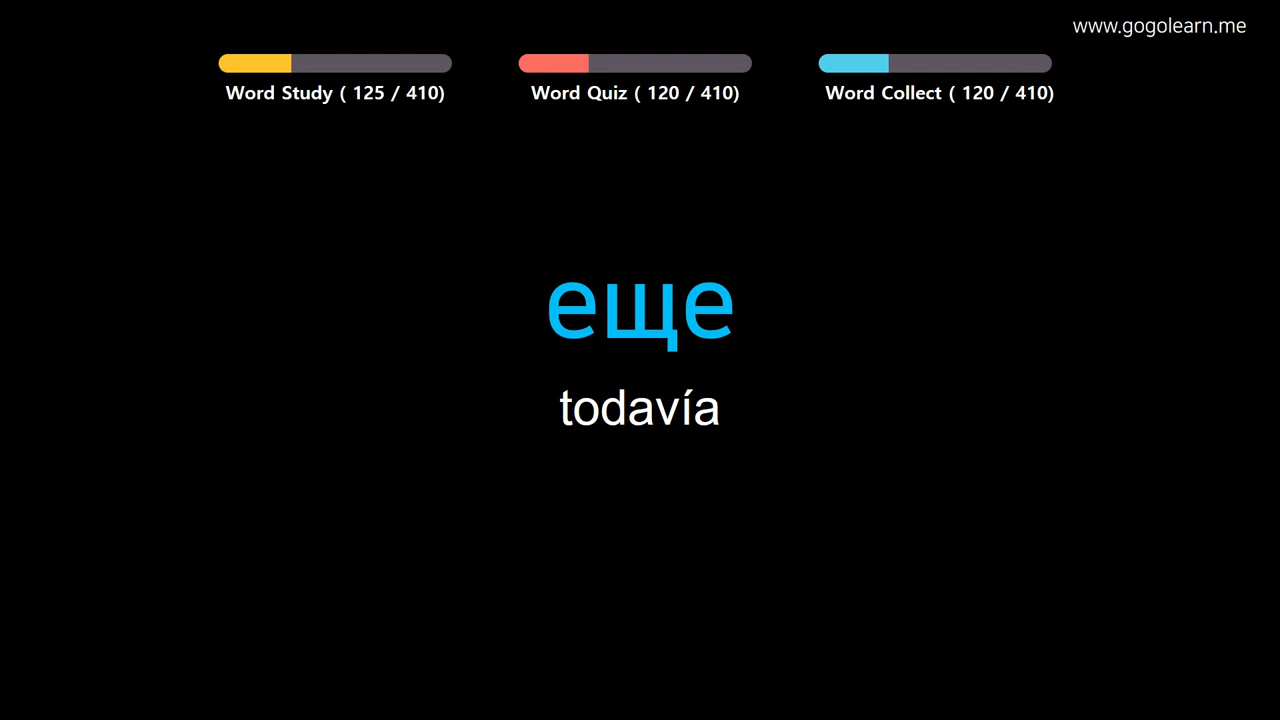 www.gogolearn.me
Word Study ( 125 / 410)
Word Quiz ( 120 / 410)
Word Collect ( 120 / 410)
еще
todavía